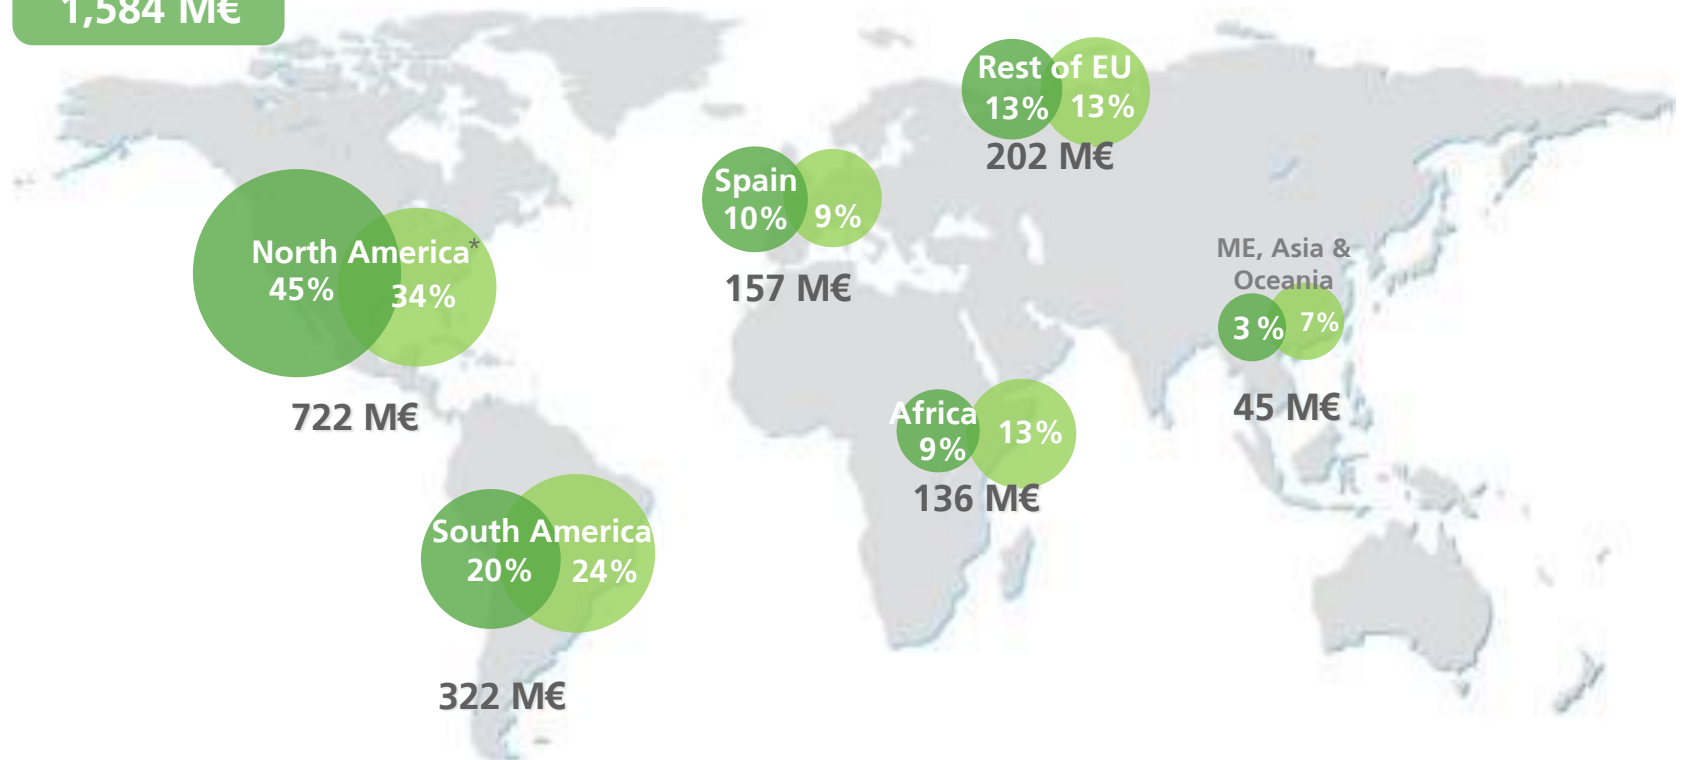 1,584 M€
Rest of EU
13% 13%
202 M€
Spain
10% 9%
157 M€
North America*
45% 34%
722 M€
ME, Asia &
Oceania
3 % 7%
45 M€
Africa
9% 13%
136 M€
South America
20% 24%
322 M€